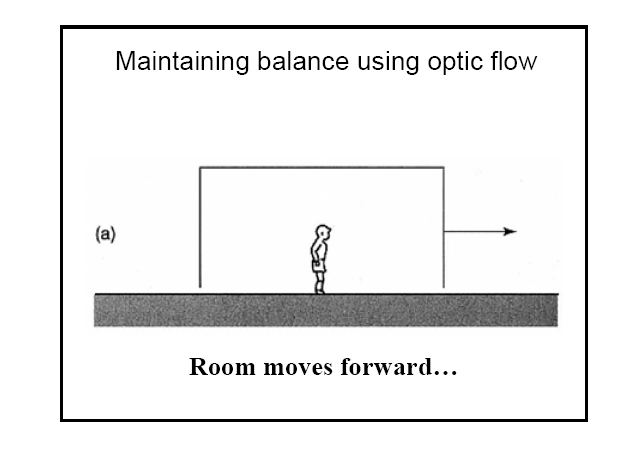 Maintaining balance using optic flow
(a)
Room moves forward…